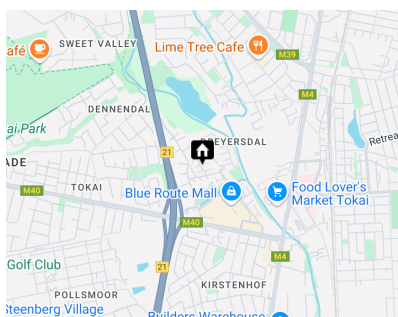 SWEET VALLEY
Lime Tree Cafe
afé
M39
M4
DENNENDAL
ai Park
REYERSDAL
Retrea
21
ADE
M40
TOKAI
Blue Route Mall
Food Lover's
Market Tokai
M40
M4
Golf Club
21
KIRSTENHOF
POLLSMOOR
Steenberg Village
Builders Warehouse